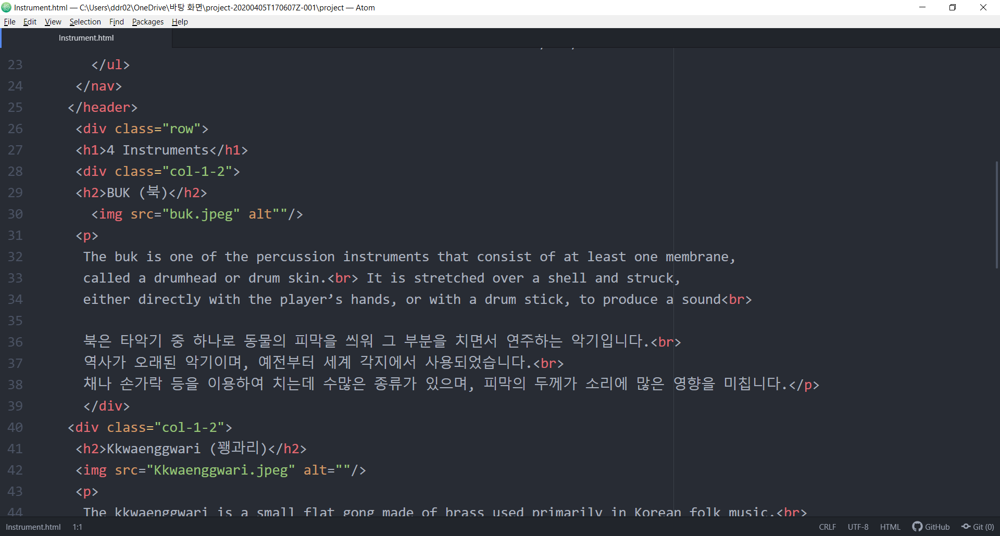 Instrument.html — C:\Users\ddr02\OneDrive\바탕 화면\project-20200405T170607Z-001\project — Atom
File Edit View Selection Find Packages Help
Instrument.html
23 </ul>
24 </nav>
25 </header>
26 <div class="row">
27 <h1>4 Instruments</h1>
28 <div class="col-1-2">
29 <h2>BUK (북)</h2>
30 <img src="buk.jpeg" alt""/>
31 <p>
32 The buk is one of the percussion instruments that consist of at least one membrane,
33 called a drumhead or drum skin.<br> It is stretched over a shell and struck,
34 either directly with the player’s hands, or with a drum stick, to produce a sound<br>
35
36 북은 타악기 중 하나로 동물의 피막을 씌워 그 부분을 치면서 연주하는 악기입니다.<br>
37 역사가 오래된 악기이며, 예전부터 세계 각지에서 사용되었습니다.<br>
38 채나 손가락 등을 이용하여 치는데 수많은 종류가 있으며, 피막의 두께가 소리에 많은 영향을 미칩니다.</p>
39 </div>
40 <div class="col-1-2">
41 <h2>Kkwaenggwari (꽹과리)</h2>
42 <img src="Kkwaenggwari.jpeg" alt=""/>
43 <p>
44 The kkwaenggwari is a small flat gong made of brass used primarily in Korean folk music.<br>
Instrument.html 1:1 CRLF UTF-8 HTML GitHub Git (0)